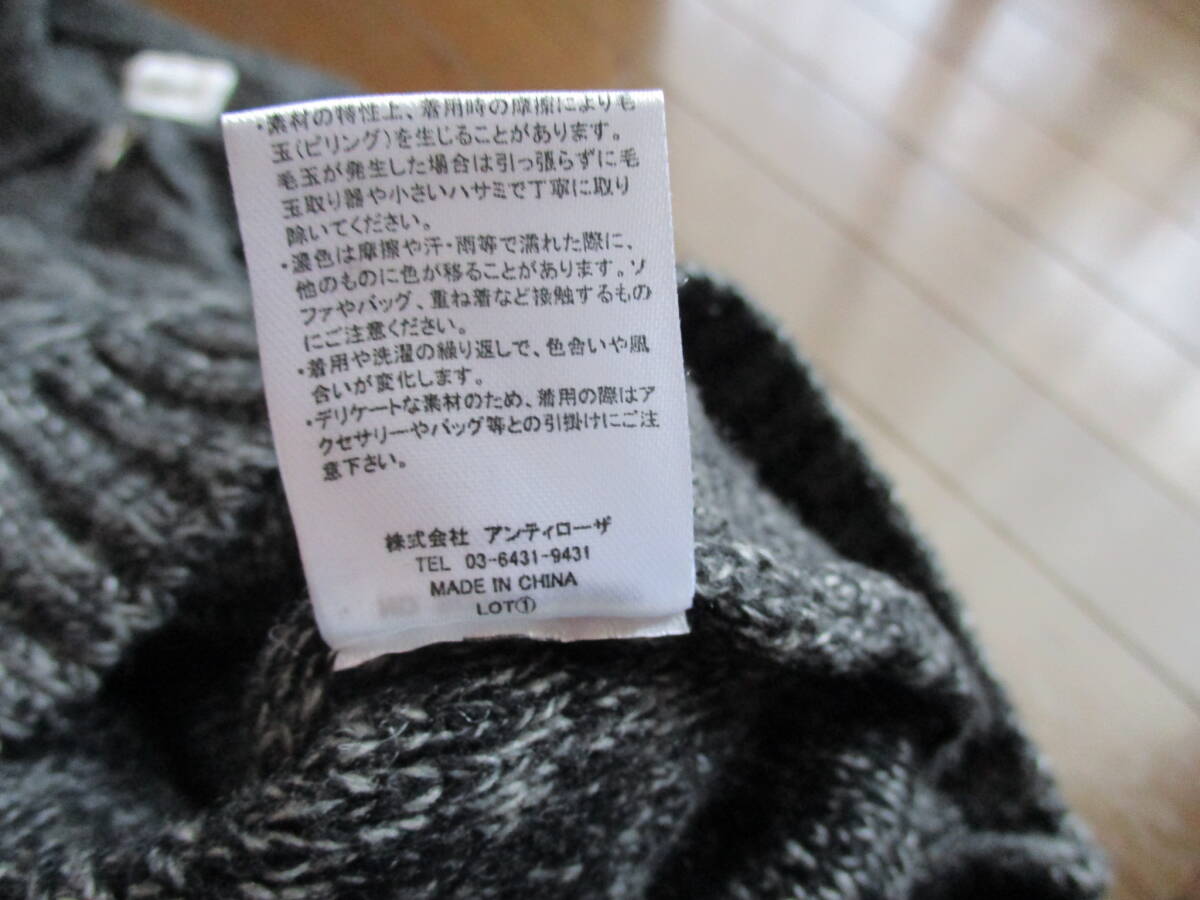 ・素材の特性上、着用時の摩擦により毛
玉(ピリング)を生じることがあります。
毛玉が発生した場合は引っ張らずに毛
玉取り器や小さいハサミで丁寧に取り
除いてください。
・濃色は摩擦や汗・雨等で濡れた際に、
他のものに色が移ることがあります。ソ
ファやバッグ、重ね着など接触するもの
にご注意ください。
・着用や洗濯の繰り返しで、色合いや風
合いが変化します。
・デリケートな素材のため、着用の際はア
クセサリーやバッグ等との引掛けにご注
意下さい。
株式会社 アンティローザ
TEL 03-6431-9431
MADE IN CHINA
LOT①